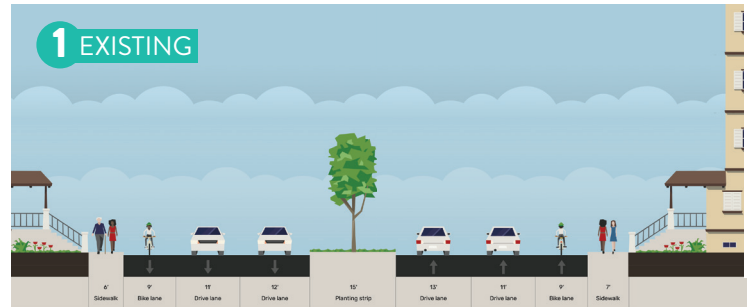 1 EXISTING
6' 9' 11' 12' 15' 13' 11' 9' 7'
Sidewalk Bike lane Drive lane Drive lane Planting strip Drive lane Drive lane Bike lane Sidewalk